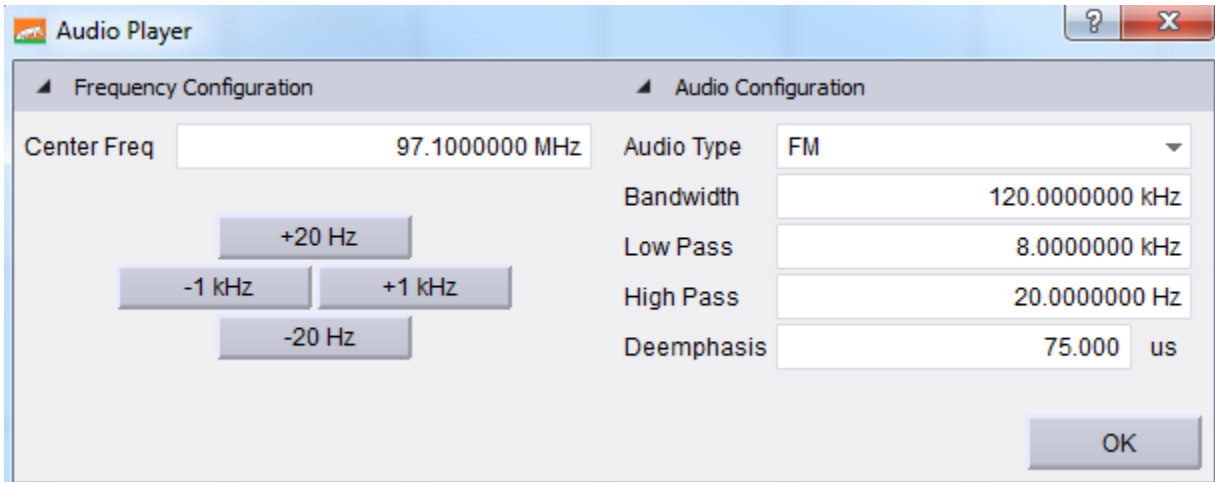 Audio Player
Frequency Configuration
Center Freq 97.1000000 MHz
+20 Hz
-1 kHz +1 kHz
-20 Hz
Audio Configuration
Audio Type FM
Bandwidth 120.0000000 kHz
Low Pass 8.0000000 kHz
High Pass 20.0000000 Hz
Deemphasis 75.000 us
OK